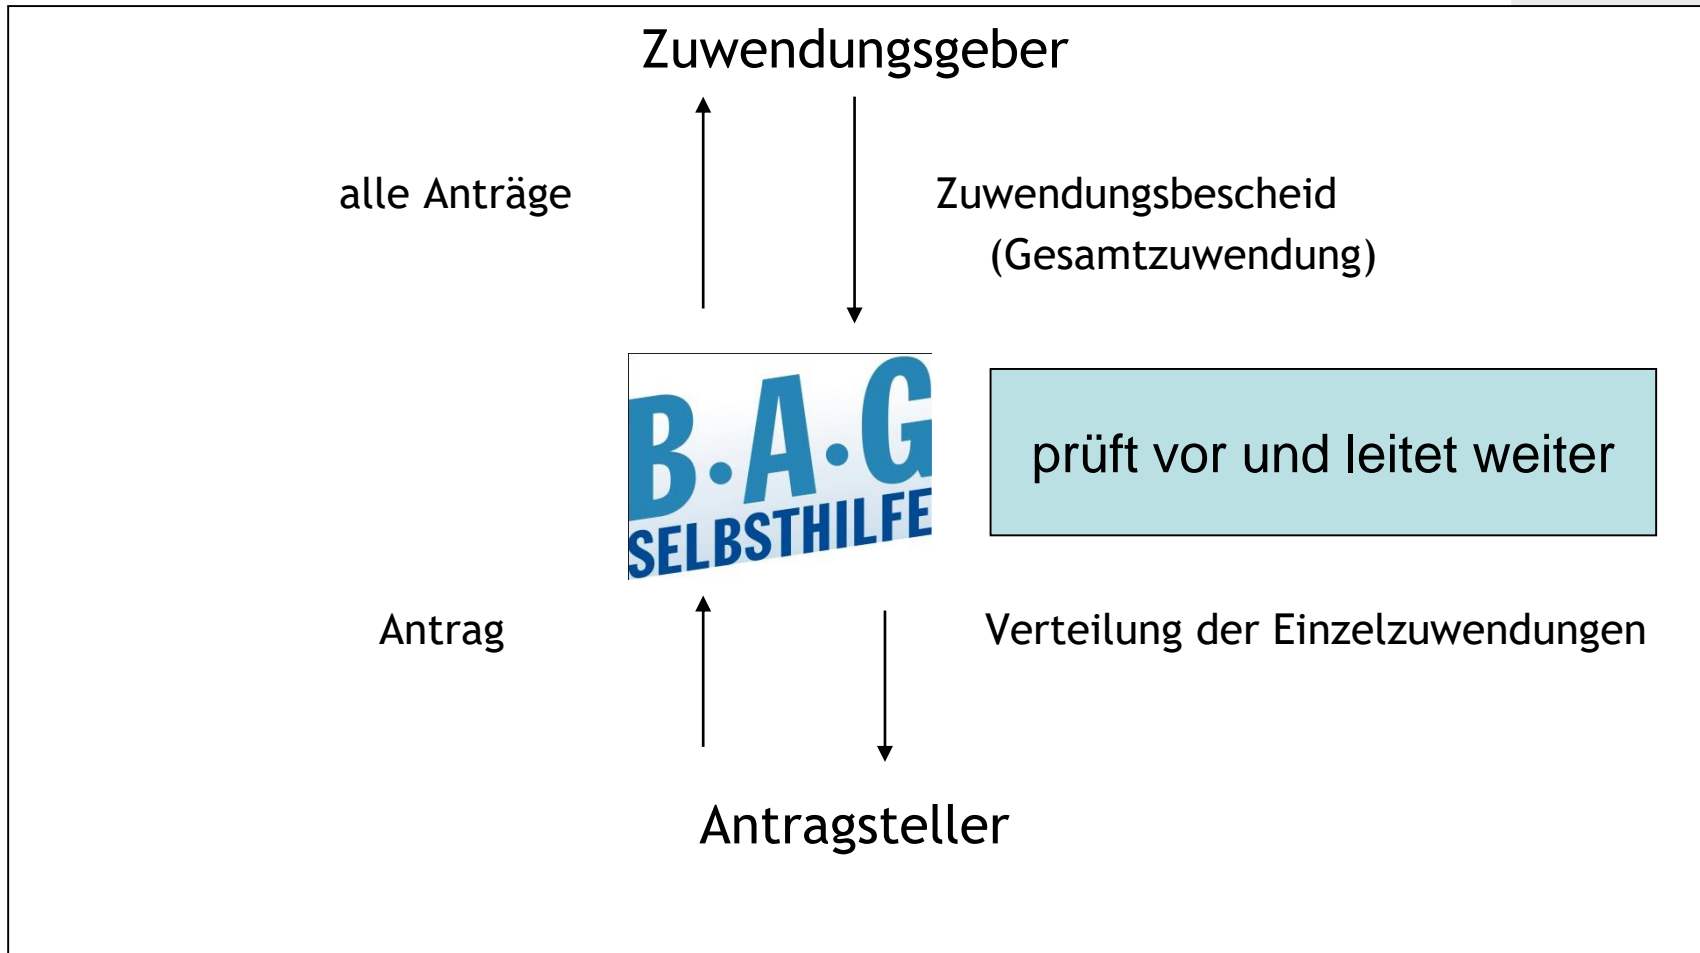 Zuwendungsgeber
alle Anträge
Zuwendungsbescheid
(Gesamtzuwendung)
B·A·G
SELBSTHILFE
prüft vor und leitet weiter
Antrag
Verteilung der Einzelzuwendungen
Antragsteller